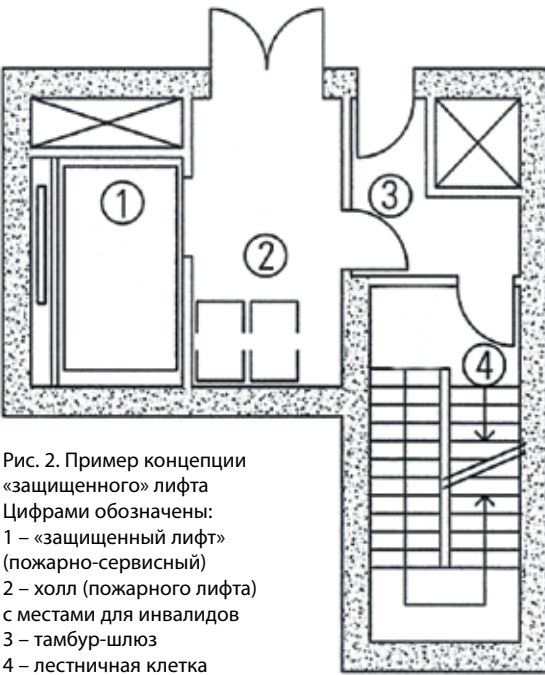 1
2
3
4
Рис. 2. Пример концепции
«защищенного» лифта
Цифрами обозначены:
1 – «защищенный лифт»
(пожарно-сервисный)
2 – холл (пожарного лифта)
с местами для инвалидов
3 – тамбур-шлюз
4 – лестничная клетка